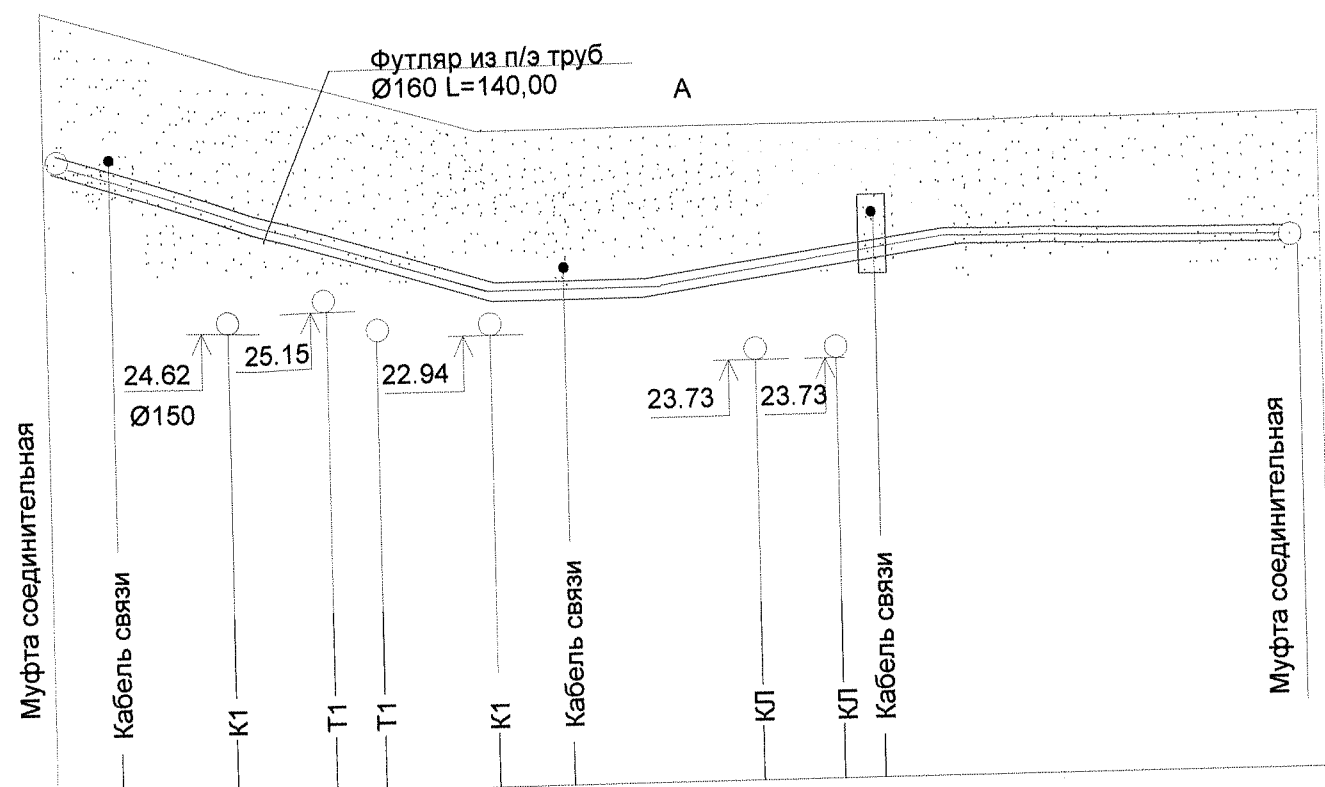 Футляр из п/э труб
Ø160 L=140,00
А
24.62
Ø150
25.15
22.94
23.73
23.73
Муфта соединительная
Кабель связи
К1
Т1
Т1
К1
Кабель связи
КЛ
КЛ
Кабель связи
Муфта соединительная